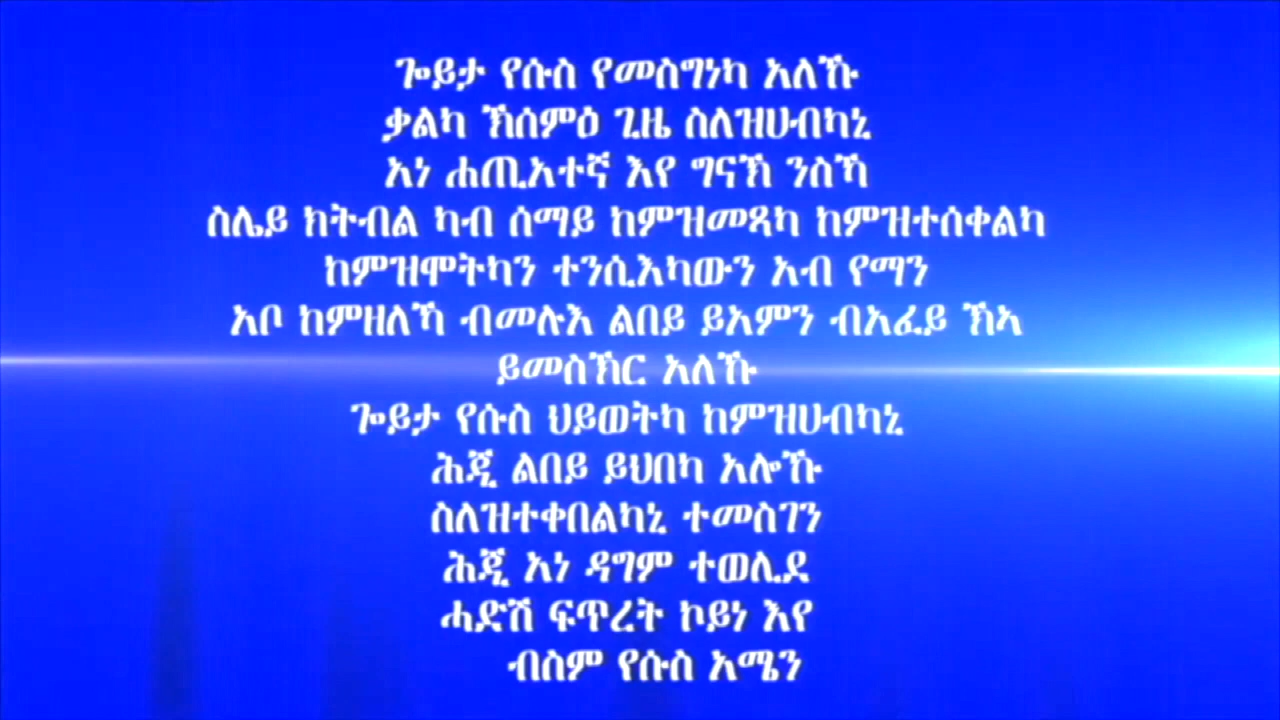 ጐይታ የሱስ የመስግነካ አለኹ
ቃልካ ኽሰምዕ ጊዜ ስለዝሀብካኒ
አነ ሐጢአተኛ እየ ግናኽ ንስኻ
ስሌይ ክትብል ካብ ሰማይ ከምዝመጻካ ከምዝተሰቀልካ
ከምዝሞትካን ተንሲእካውን አብ የማን
አቦ ከምዘለኻ ብመሉእ ልበይ ይአምን ብአፈይ ኽኣ
ይመስኽር አለኹ
ጐይታ የሱስ ህይወትካ ከምዝሀብካኒ
ሕጂ ልበይ ይህበካ አሎኹ
ስለዝተቀበልካኒ ተመስገን
ሕጂ አነ ዳግም ተወሊደ
ሓድሽ ፍጥረት ኮይነ እየ
ብስም የሱስ አሜን